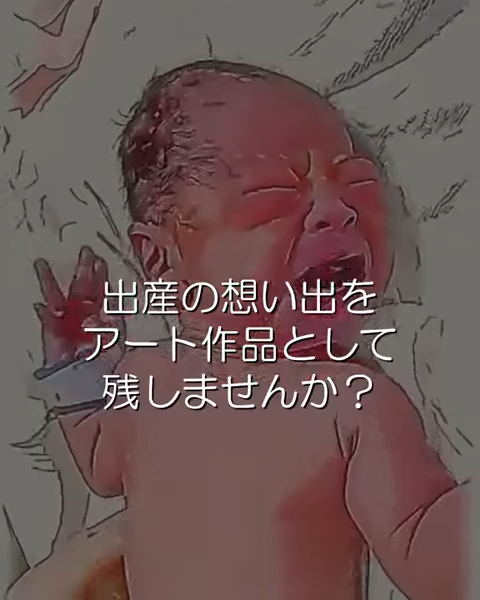 出産の想い出を
アート作品として
残しませんか？